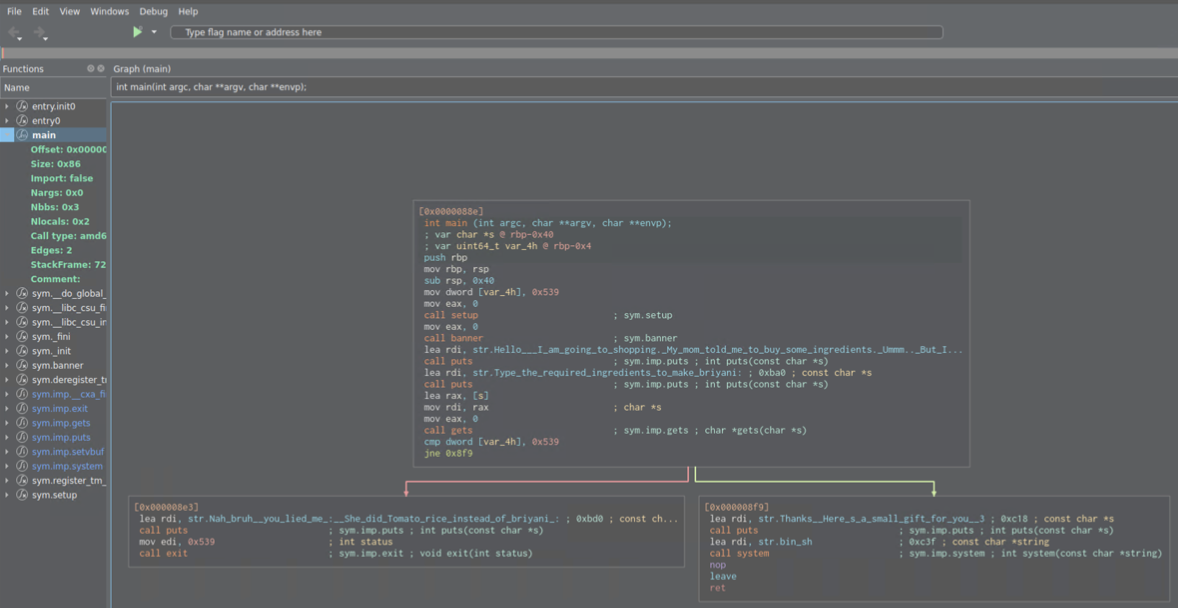 File Edit View Windows Debug Help
Type flag name or address here
Functions
Graph (main)
Name
int main(int argc, char **argv, char **envp);
entry.init0
entry0
main
Offset: 0x00000
Size: 0x86
Import: false
Nargs: 0x0
Nbbs: 0x3
Nlocals: 0x2
Call type: amd6
Edges: 2
StackFrame: 72
Comment:
sym.__do_global_
sym.__libc_csu_fi
sym.__libc_csu_in
sym._fini
sym._init
sym.banner
sym.deregister_t
sym.imp.__cxa_fi
sym.imp.exit
sym.imp.gets
sym.imp.puts
sym.imp.setvbuf
sym.imp.system
sym.register_tm_
sym.setup
[0x0000088e]
int main (int argc, char **argv, char **envp);
; var char *s @ rbp-0x40
; var uint64_t var_4h @ rbp-0x4
push rbp
mov rbp, rsp
sub rsp, 0x40
mov dword [var_4h], 0x539
mov eax, 0
call setup ; sym.setup
mov eax, 0
call banner ; sym.banner
lea rdi, str.Hello___I_am_going_to_shopping._My_mom_told_me_to_buy_some_ingredients._Ummm.._But_I...
call puts ; sym.imp.puts ; int puts(const char *s)
lea rdi, str.Type_the_required_ingredients_to_make_briyani: ; 0xba0 ; const char *s
call puts ; sym.imp.puts ; int puts(const char *s)
lea rax, [s]
mov rdi, rax ; char *s
mov eax, 0
call gets ; sym.imp.gets ; char *gets(char *s)
cmp dword [var_4h], 0x539
jne 0x8f9
[0x000008e3]
lea rdi, str.Nah_bruh__you_lied_me_:__She_did_Tomato_rice_instead_of_briyani_: ; 0xbd0 ; const ch...
call puts ; sym.imp.puts ; int puts(const char *s)
mov edi, 0x539 ; int status
call exit ; sym.imp.exit ; void exit(int status)
[0x000008f9]
lea rdi, str.Thanks__Here_s_a_small_gift_for_you__3 ; 0xc18 ; const char *s
call puts ; sym.imp.puts ; int puts(const char *s)
lea rdi, str.bin_sh ; 0xc3f ; const char *string
call system ; sym.imp.system ; int system(const char *string)
nop
leave
ret